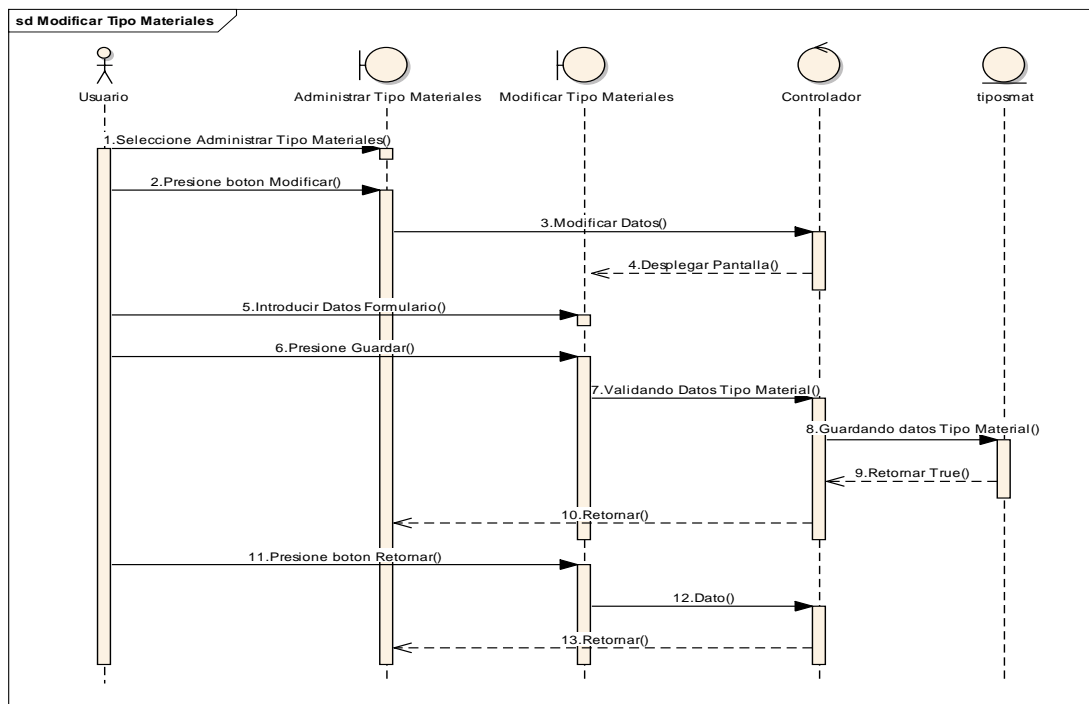 sd Modificar Tipo Materiales
Usuario
Administrar Tipo Materiales
Modificar Tipo Materiales
Controlador
tiposmat
1.Seleccione Administrar Tipo Materiales()
2.Presione boton Modificar()
3.Modificar Datos()
4.Desplegar Pantalla()
5.Introducir Datos Formulario()
6.Presione Guardar()
7.Validando Datos Tipo Material()
8.Guardando datos Tipo Material()
9.Retornar True()
10.Retornar()
11.Presione boton Retornar()
12.Dato()
13.Retornar()